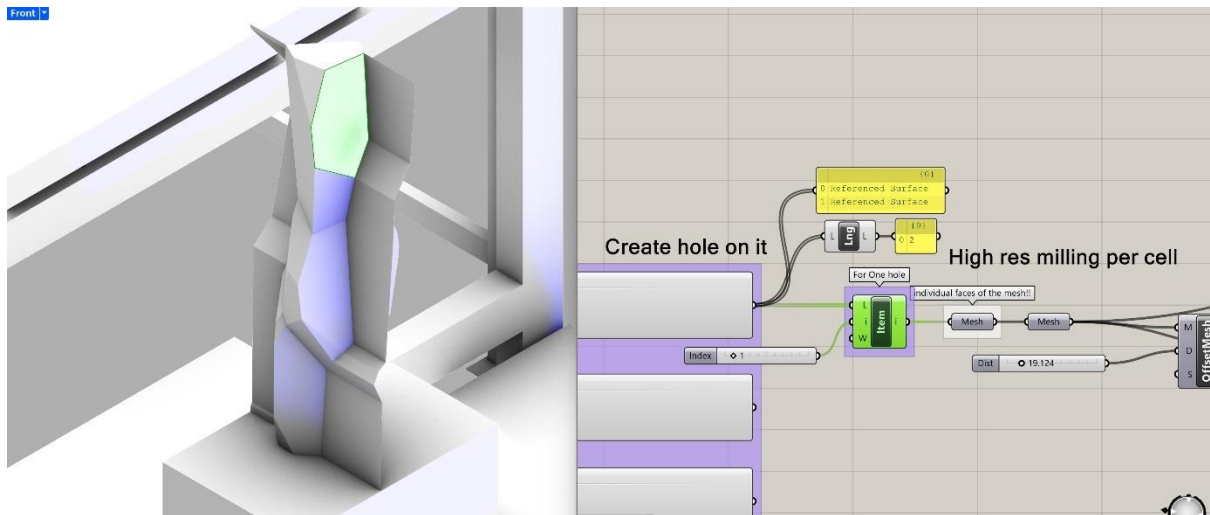 Front
{0}
0 Referenced Surface
1 Referenced Surface
L Lng L
{0}
0 2
Create hole on it
High res milling per cell
For One hole
individual faces of the mesh!!
L
i
W
Item
i
Mesh
Mesh
Index
1
Dist
19.124
M
D
S
OffsetMesh